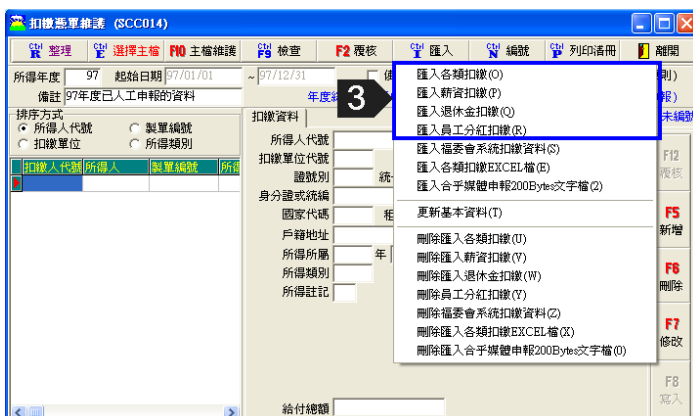 扣繳憑單維護 (SCC014)
Ctrl R 整理 Ctrl E 選擇主檔 F10 主檔維護 Ctrl F9 檢查 F2 覆核 Ctrl I 匯入 Ctrl N 編號 Ctrl P 列印清冊 離開
所得年度 97 起始日期 97/01/01 ~ 97/12/31
備註 97年度已人工申報的資料
排序方式
所得人代號 製單編號
扣繳單位 所得類別
扣繳人代號 所得人 製單編號 所得
扣繳資料
所得人代號
扣繳單位代號
證號別
身分證或統編
國家代碼
戶籍地址
所得所屬 年
所得類別
所得註記
給付總額
3
匯入各類扣繳(O)
匯入薪資扣繳(P)
匯入退休金扣繳(Q)
匯入員工分紅扣繳(R)
匯入福委會系統扣繳資料(S)
匯入各類扣繳EXCEL檔(E)
匯入合乎媒體申報200Bytes文字檔(2)
更新基本資料(T)
刪除匯入各類扣繳(U)
刪除匯入薪資扣繳(V)
刪除匯入退休金扣繳(W)
刪除員工分紅扣繳(Y)
刪除福委會系統扣繳資料(Z)
刪除匯入各類扣繳EXCEL檔(X)
刪除匯入合乎媒體申報200Bytes文字檔(0)
F12
覆核
F5
新增
F6
刪除
F7
修改
F8
寫入